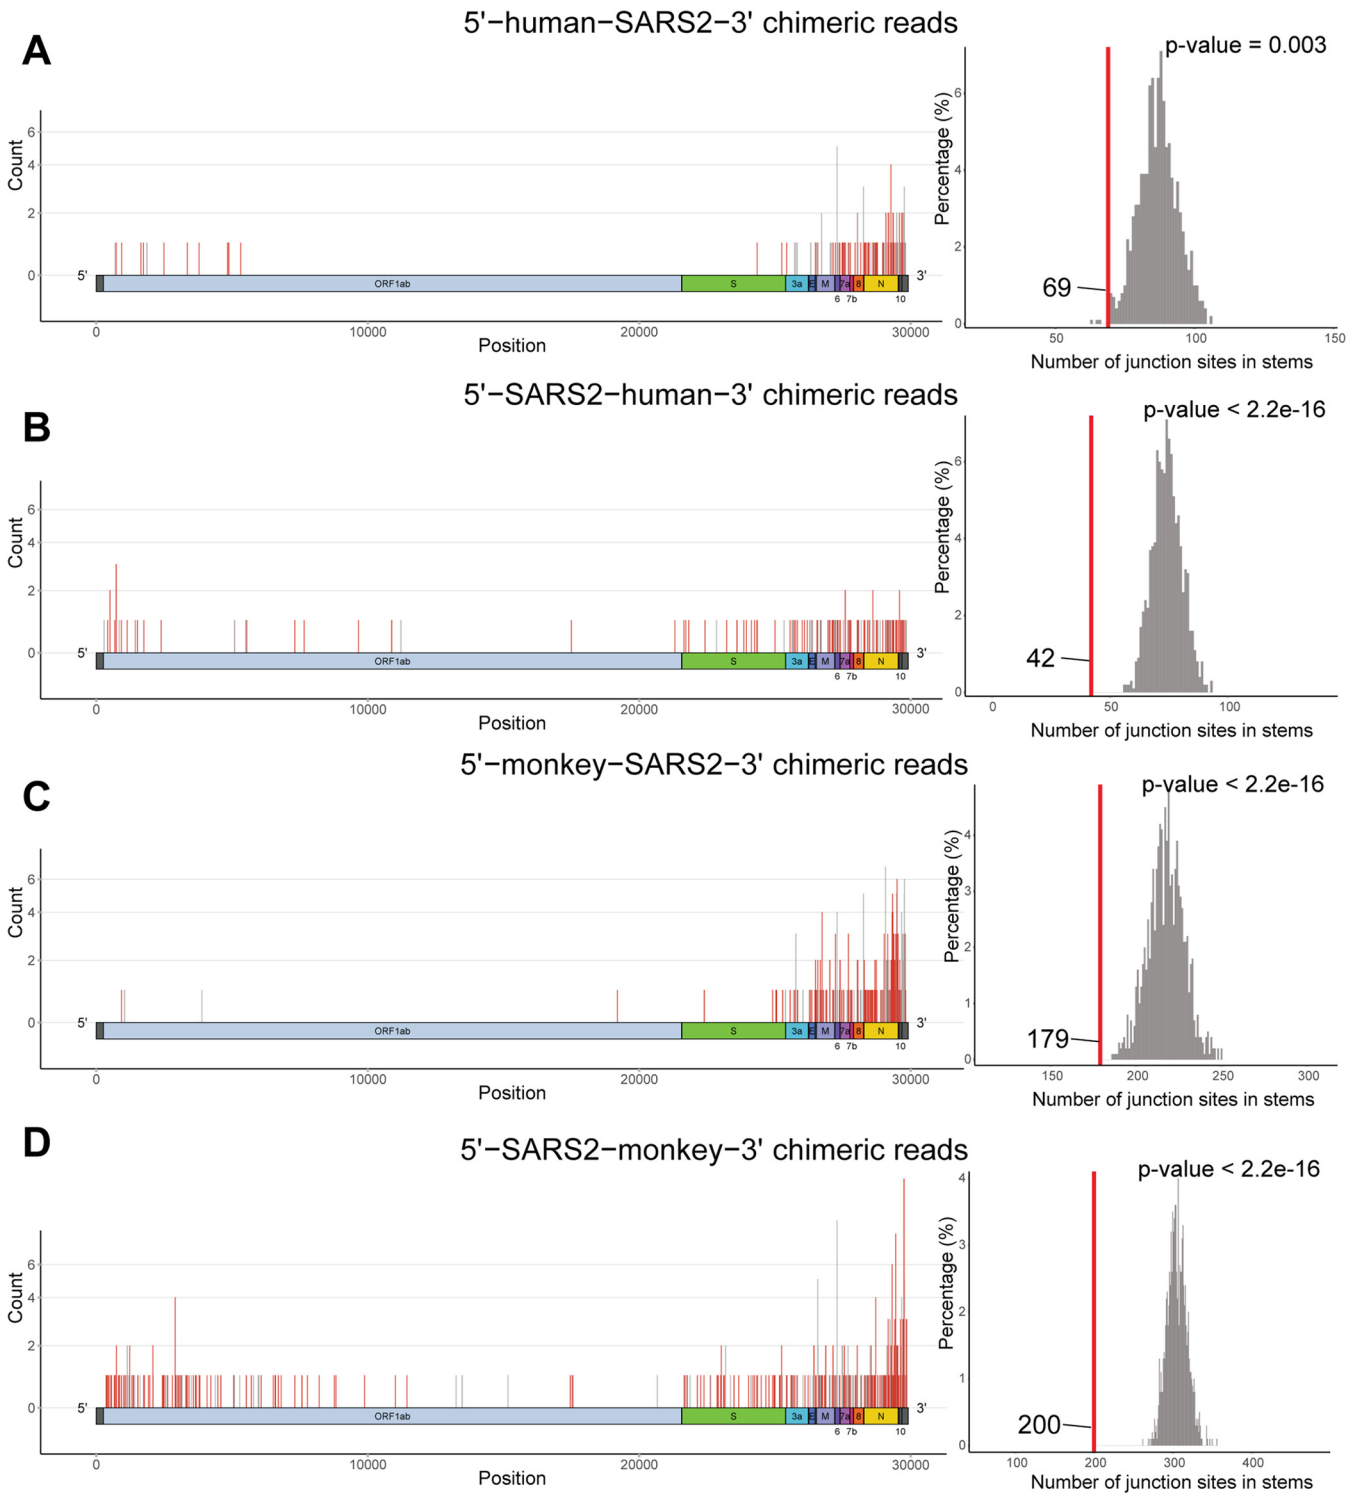 A
5'−human−SARS2−3' chimeric reads
p-value = 0.003
Count
6
4
2
0
5'
ORF1ab
S
3a
E
M
7a
8
N
3'
6
7b
10
0
10000
20000
30000
Position
Percentage (%)
6
4
2
0
69
50
100
150
Number of junction sites in stems
B
5'−SARS2−human−3' chimeric reads
p-value < 2.2e-16
Count
6
4
2
0
5'
ORF1ab
S
3a
E
M
7a
8
N
3'
6
7b
10
0
10000
20000
30000
Position
Percentage (%)
6
4
2
0
42
0
50
100
Number of junction sites in stems
C
5'−monkey−SARS2−3' chimeric reads
p-value < 2.2e-16
Count
6
4
2
0
5'
ORF1ab
S
3a
E
M
7a
8
N
3'
6
7b
10
0
10000
20000
30000
Position
Percentage (%)
4
3
2
1
0
179
150
200
250
300
Number of junction sites in stems
D
5'−SARS2−monkey−3' chimeric reads
p-value < 2.2e-16
Count
6
4
2
0
5'
ORF1ab
S
3a
E
M
7a
8
N
3'
6
7b
10
0
10000
20000
30000
Position
Percentage (%)
4
3
2
1
0
200
100
200
300
400
Number of junction sites in stems